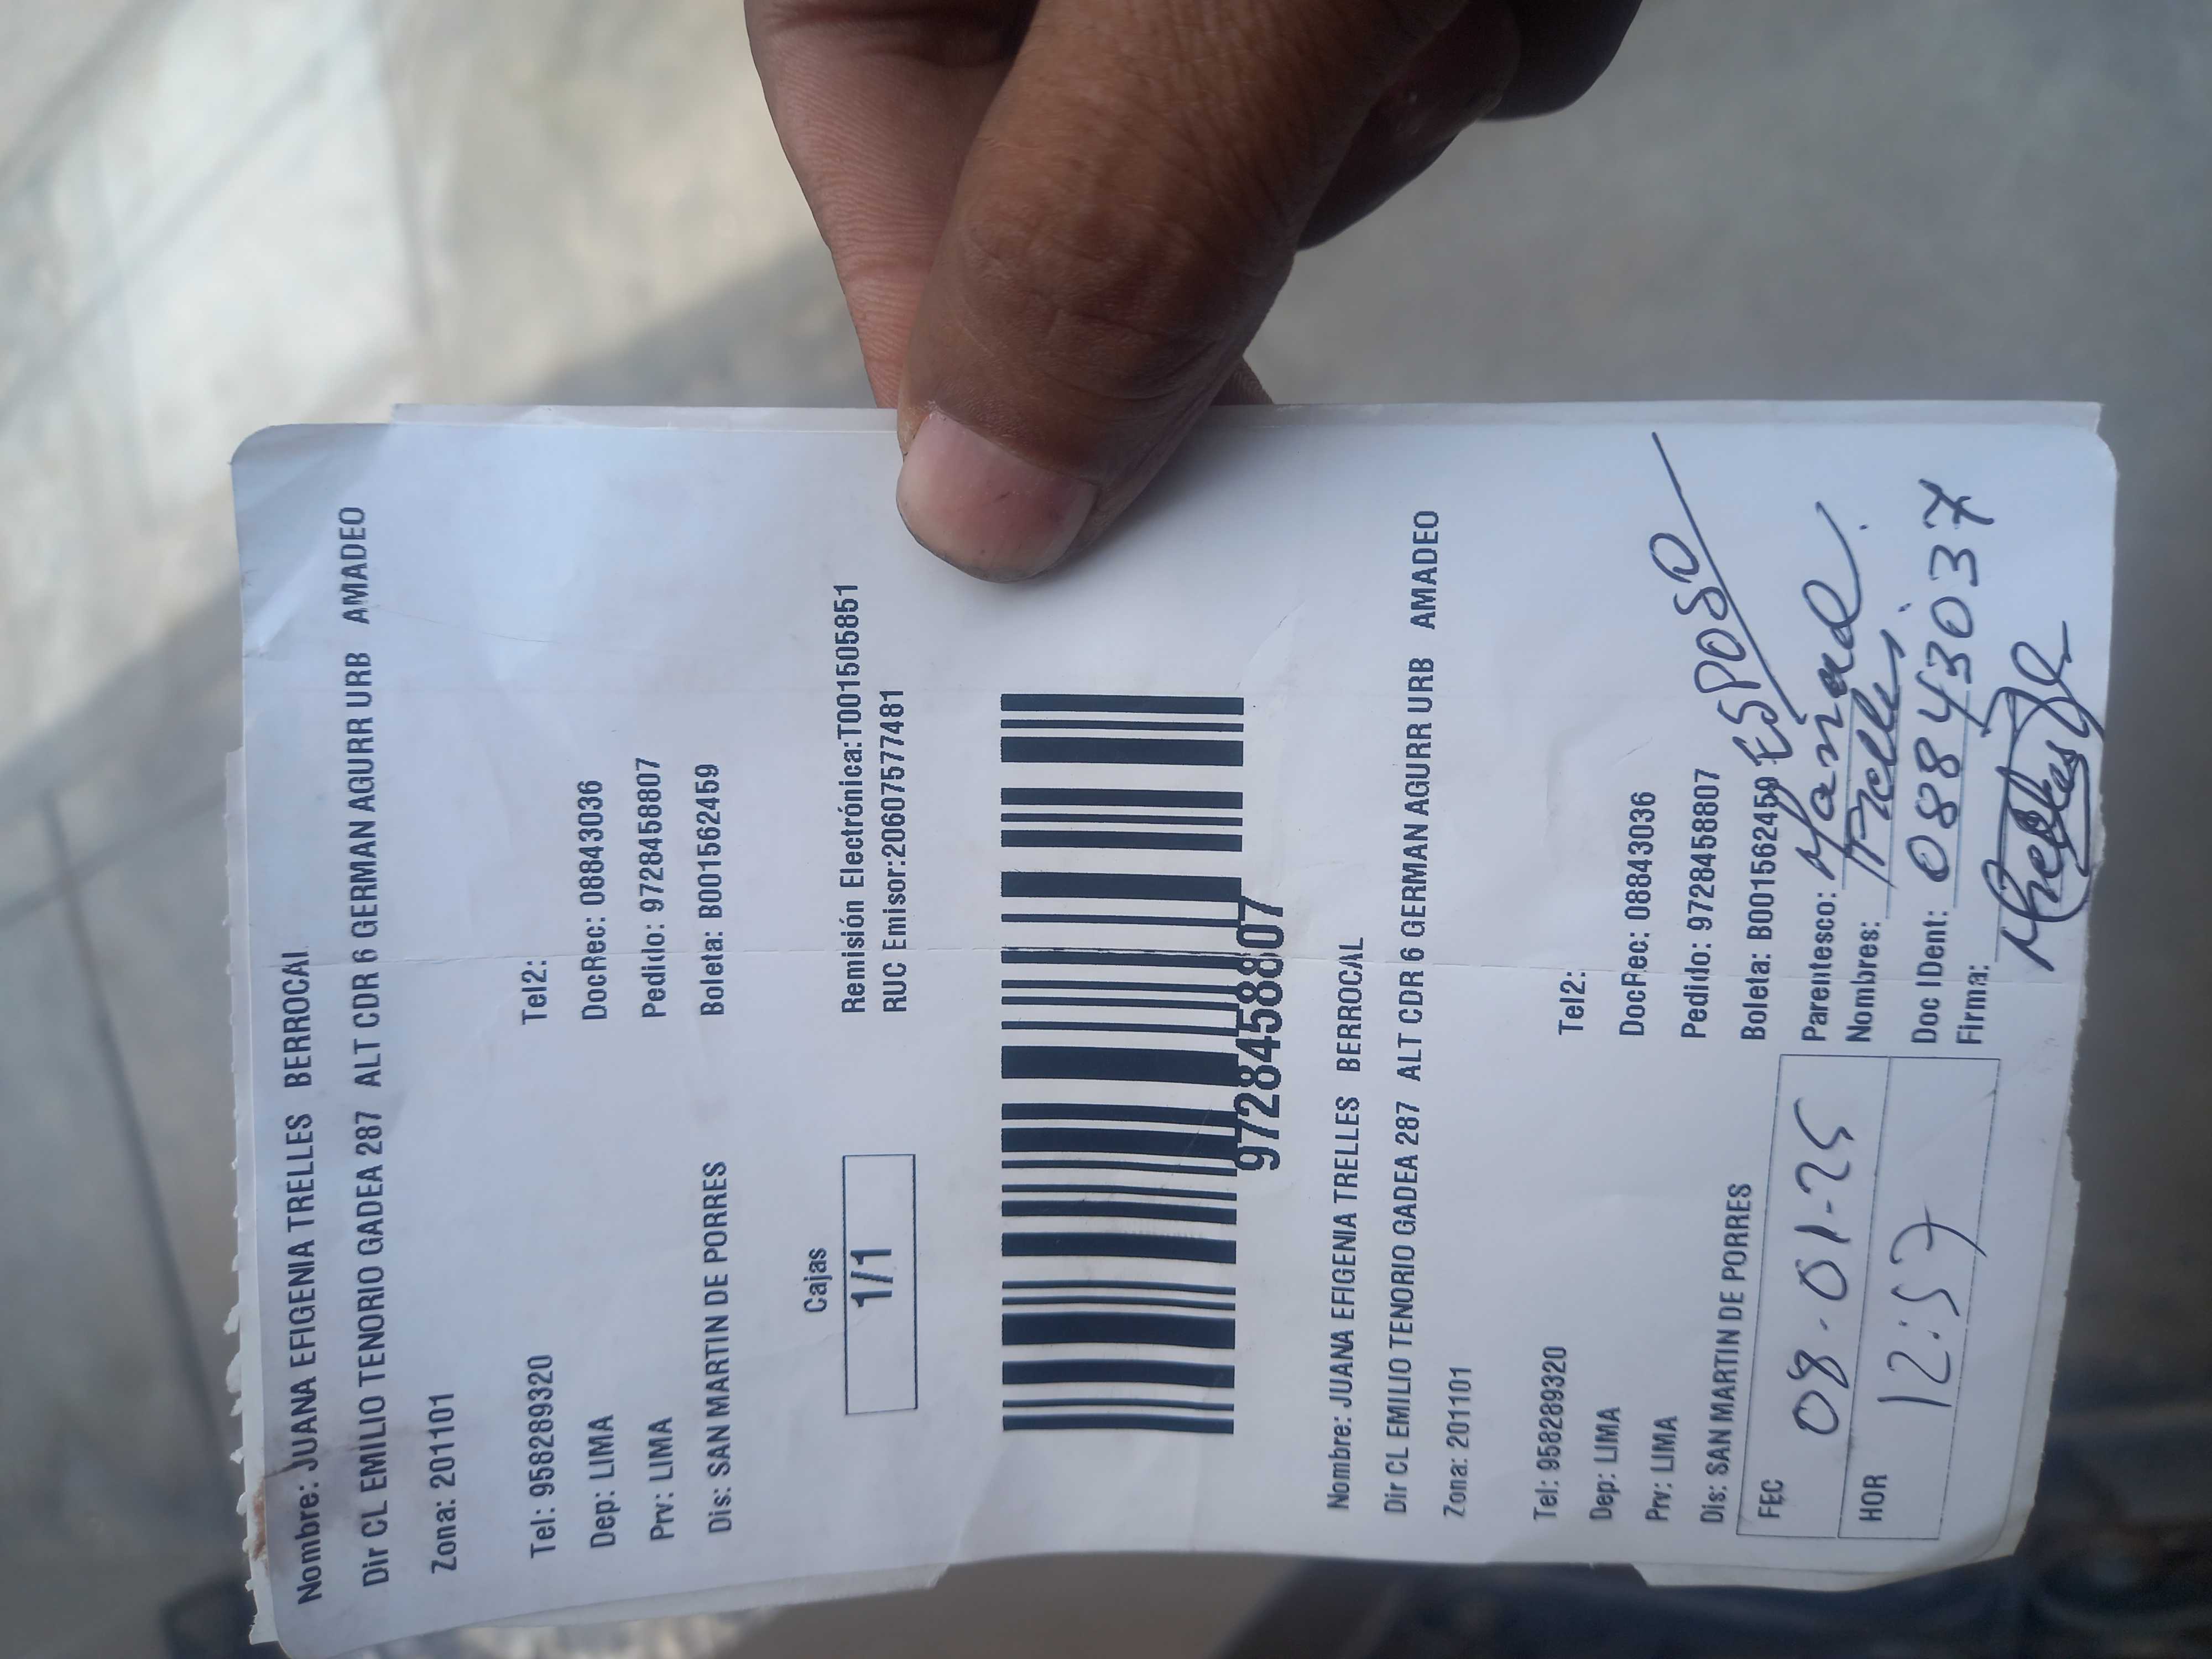 Nombre: JUANA EFIGENIA TRELLES BERROCAL
Dir CL EMILIO TENORIO GADEA 287 ALT CDR 6 GERMAN AGURR URB AMADEO
Zona: 201101
Tel: 958289320 Tel2:
Dep: LIMA DocRec: 08843036
Prv: LIMA Pedido: 9728458807
Dis: SAN MARTIN DE PORRES Boleta: B001562459
Cajas
1/1
Remisión Electrónica:T001505851
RUC Emisor:20607577481
9728458807
Nombre: JUANA EFIGENIA TRELLES BERROCAL
Dir CL EMILIO TENORIO GADEA 287 ALT CDR 6 GERMAN AGURR URB AMADEO
Zona: 201101
Tel: 958289320 Tel2:
Dep: LIMA DocRec: 08843036
Prv: LIMA Pedido: 9728458807
Dis: SAN MARTIN DE PORRES Boleta: B001562459 ESPOSO
FEC 08-01-25 Parentesco:
Nombres: Trelles
HOR 12:57 Doc IDent: 08843037
Firma: